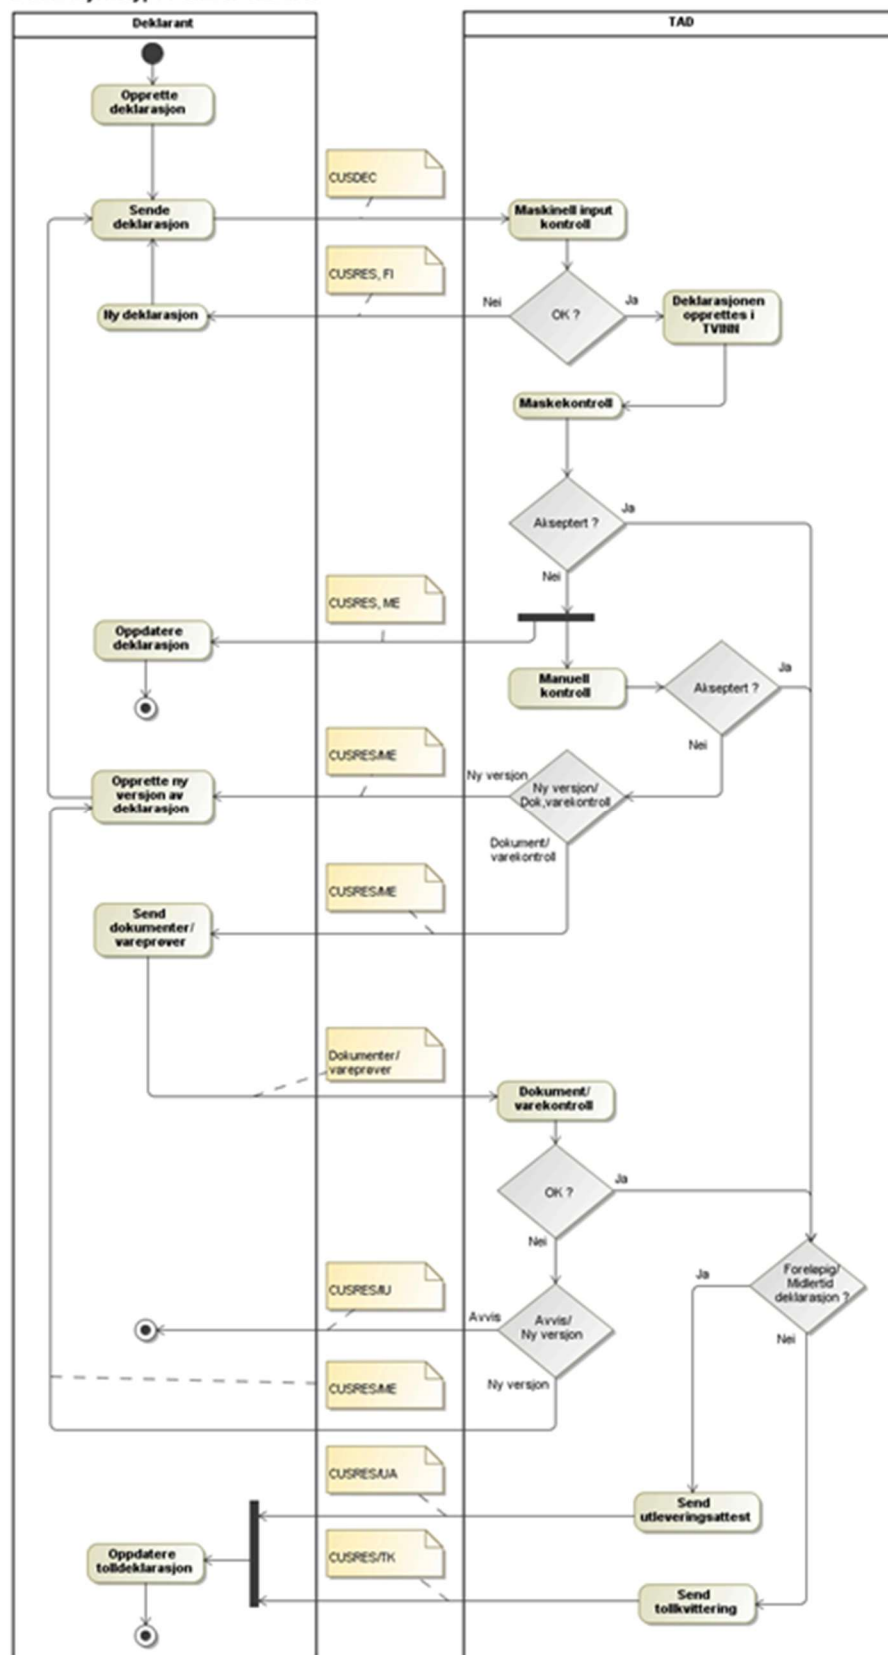 Deklarant
TAD
Opprette
deklarasjon
CUSDEC
Sende
deklarasjon
Maskinell input
kontroll
CUSRES, FI
Nei
Ja
Ny deklarasjon
OK ?
Deklarasjonen
opprettes i
TVINN
Maskekontroll
Akseptert ?
Ja
Nei
CUSRES, ME
Oppdatere
deklarasjon
Manuell
kontroll
Akseptert ?
Ja
Nei
CUSRES/ME
Opprette ny
versjon av
deklarasjon
Ny versjon
Ny versjon/
Dok,varekontroll
Dokument/
varekontroll
CUSRES/ME
Send
dokumenter/
vareprøver
Dokumenter/
vareprøver
Dokument/
varekontroll
OK ?
Ja
Nei
Foreløpig/
Midlertid
deklarasjon ?
Ja
Nei
CUSRES/IU
Avvis
Avvis/
Ny versjon
CUSRES/ME
Ny versjon
CUSRES/UA
Send
utleveringsattest
Oppdatere
tolldeklarasjon
CUSRES/TK
Send
tollkvittering